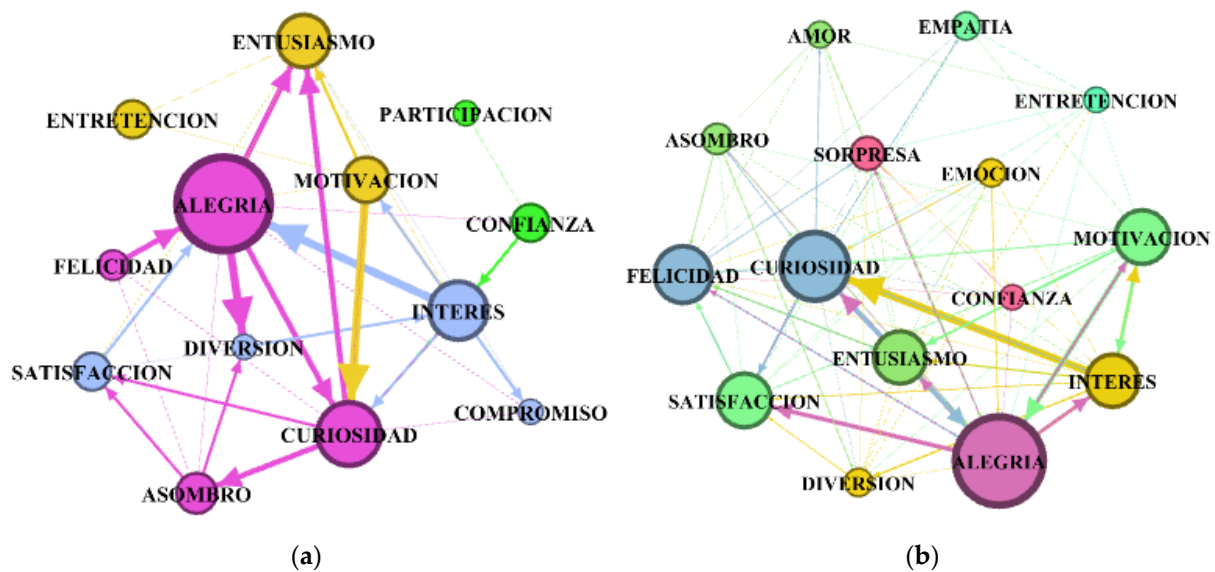 ENTUSIASMO
ENTRETENCION
PARTICIPACION
MOTIVACION
ALEGRIA
CONFIANZA
FELICIDAD
INTERES
DIVERSION
SATISFACCION
COMPROMISO
CURIOSIDAD
ASOMBRO
(a)
EMPATIA
AMOR
ENTRETENCION
ASOMBRO
SORPRESA
EMOCION
MOTIVACION
CURIOSIDAD
FELICIDAD
CONFIANZA
ENTUSIASMO
INTERES
SATISFACCION
ALEGRIA
DIVERSION
(b)